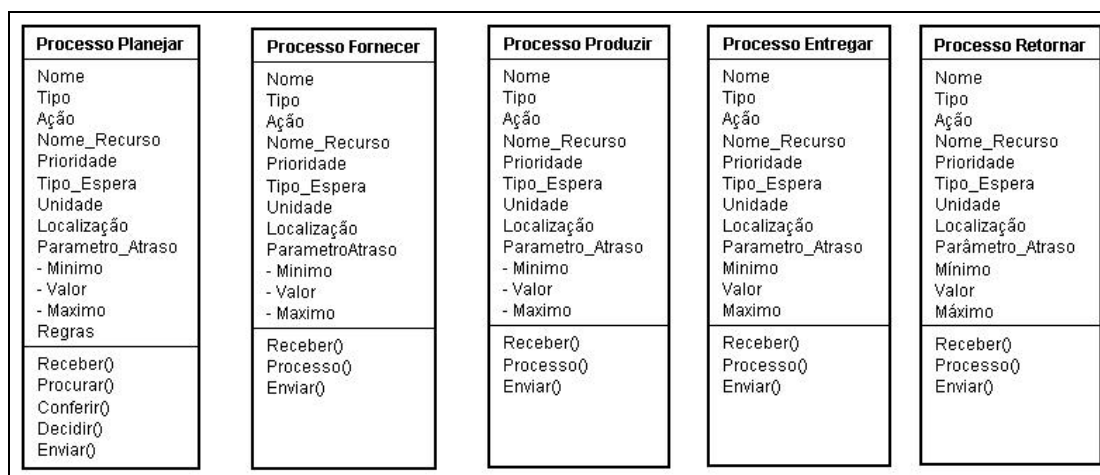 Processo Planejar
Nome
Tipo
Ação
Nome_Recurso
Prioridade
Tipo_Espera
Unidade
Localização
Parametro_Atraso
- Minimo
- Valor
- Maximo
Regras
Receber()
Procurar()
Conferir()
Decidir()
Enviar()
Processo Fornecer
Nome
Tipo
Ação
Nome_Recurso
Prioridade
Tipo_Espera
Unidade
Localização
ParametroAtraso
- Minimo
- Valor
- Maximo
Receber()
Processo()
Enviar()
Processo Produzir
Nome
Tipo
Ação
Nome_Recurso
Prioridade
Tipo_Espera
Unidade
Localização
Parametro_Atraso
- Minimo
- Valor
- Maximo
Receber()
Processo()
Enviar()
Processo Entregar
Nome
Tipo
Ação
Nome_Recurso
Prioridade
Tipo_Espera
Unidade
Localização
Parametro_Atraso
Minimo
Valor
Maximo
Receber()
Processo()
Enviar()
Processo Retornar
Nome
Tipo
Ação
Nome_Recurso
Prioridade
Tipo_Espera
Unidade
Localização
Parâmetro_Atraso
Mínimo
Valor
Máximo
Receber()
Processo()
Enviar()